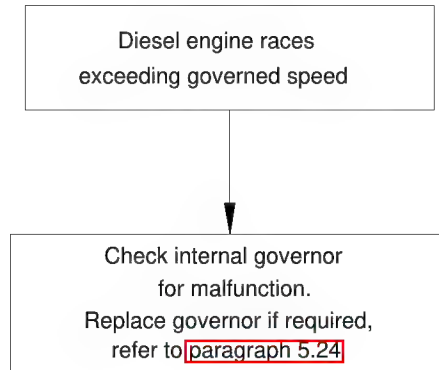 Diesel engine races
exceeding governed speed
Check internal governor
for malfunction.
Replace governor if required,
refer to paragraph 5.24